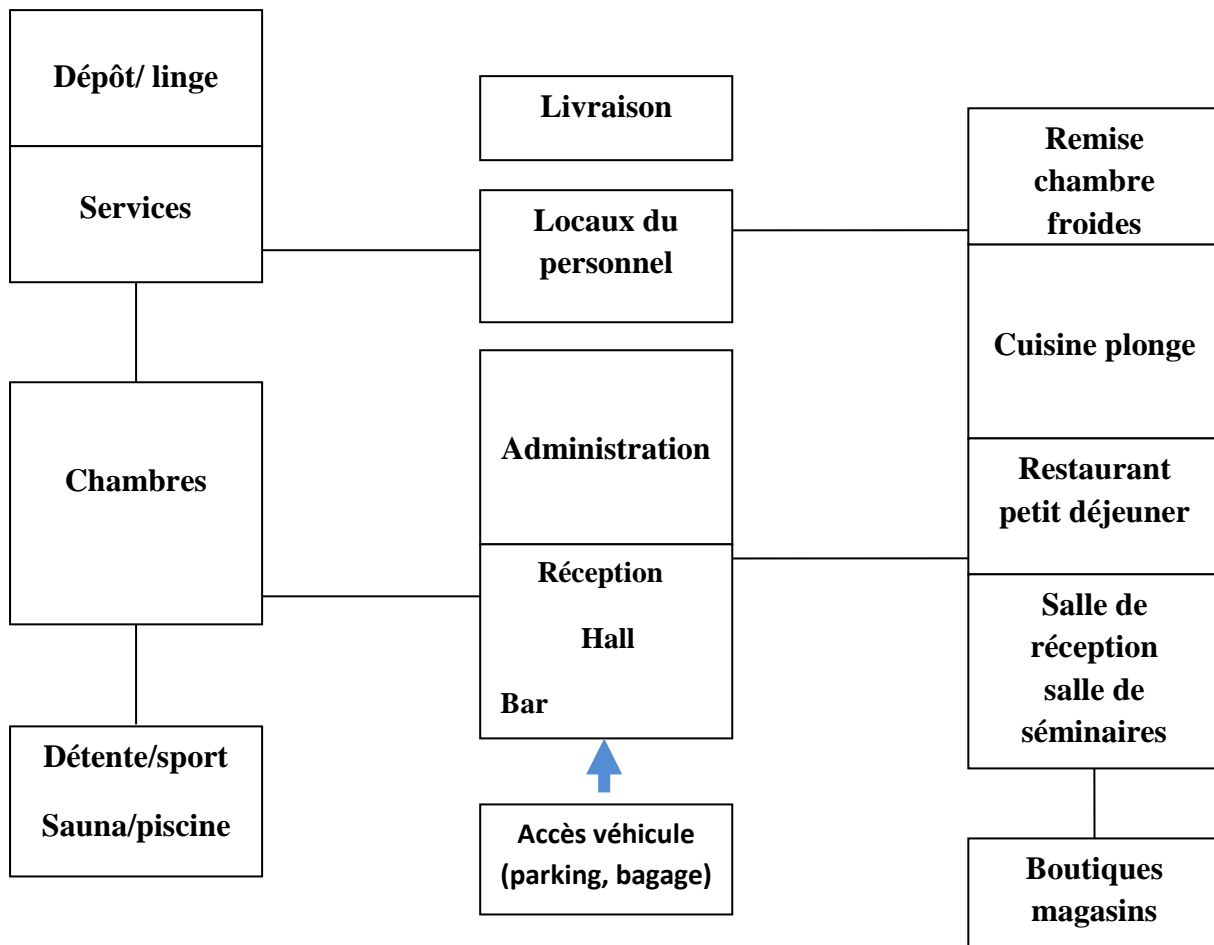 Dépôt/ linge
Services
Chambres
Détente/sport
Sauna/piscine
Livraison
Locaux du
personnel
Administration
Réception
Hall
Bar
Accès véhicule
(parking, bagage)
Remise
chambre
froides
Cuisine plonge
Restaurant
petit déjeuner
Salle de
réception
salle de
séminaires
Boutiques
magasins